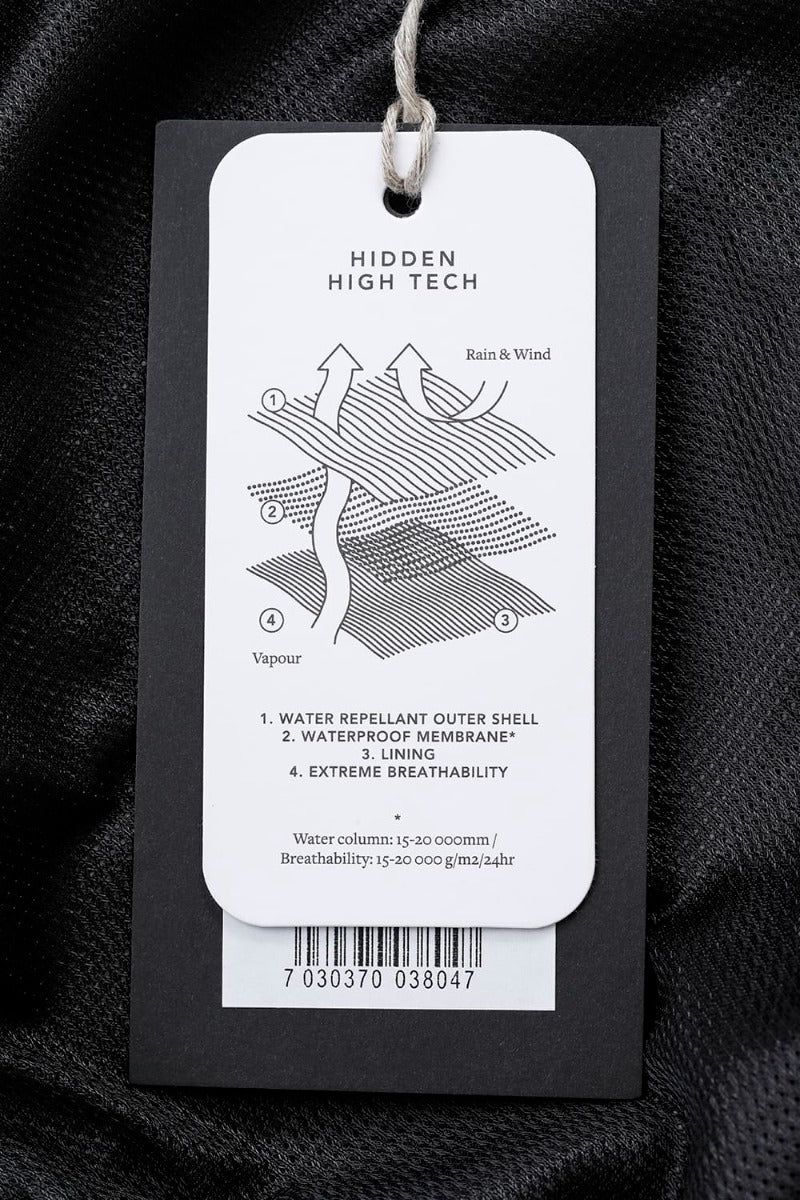 HIDDEN
HIGH TECH
Rain & Wind
1
2
4
3
Vapour
1. WATER REPELLANT OUTER SHELL
2. WATERPROOF MEMBRANE*
3. LINING
4. EXTREME BREATHABILITY
*
Water column: 15-20 000mm /
Breathability: 15-20 000 g/m2/24hr
7 030370 038047